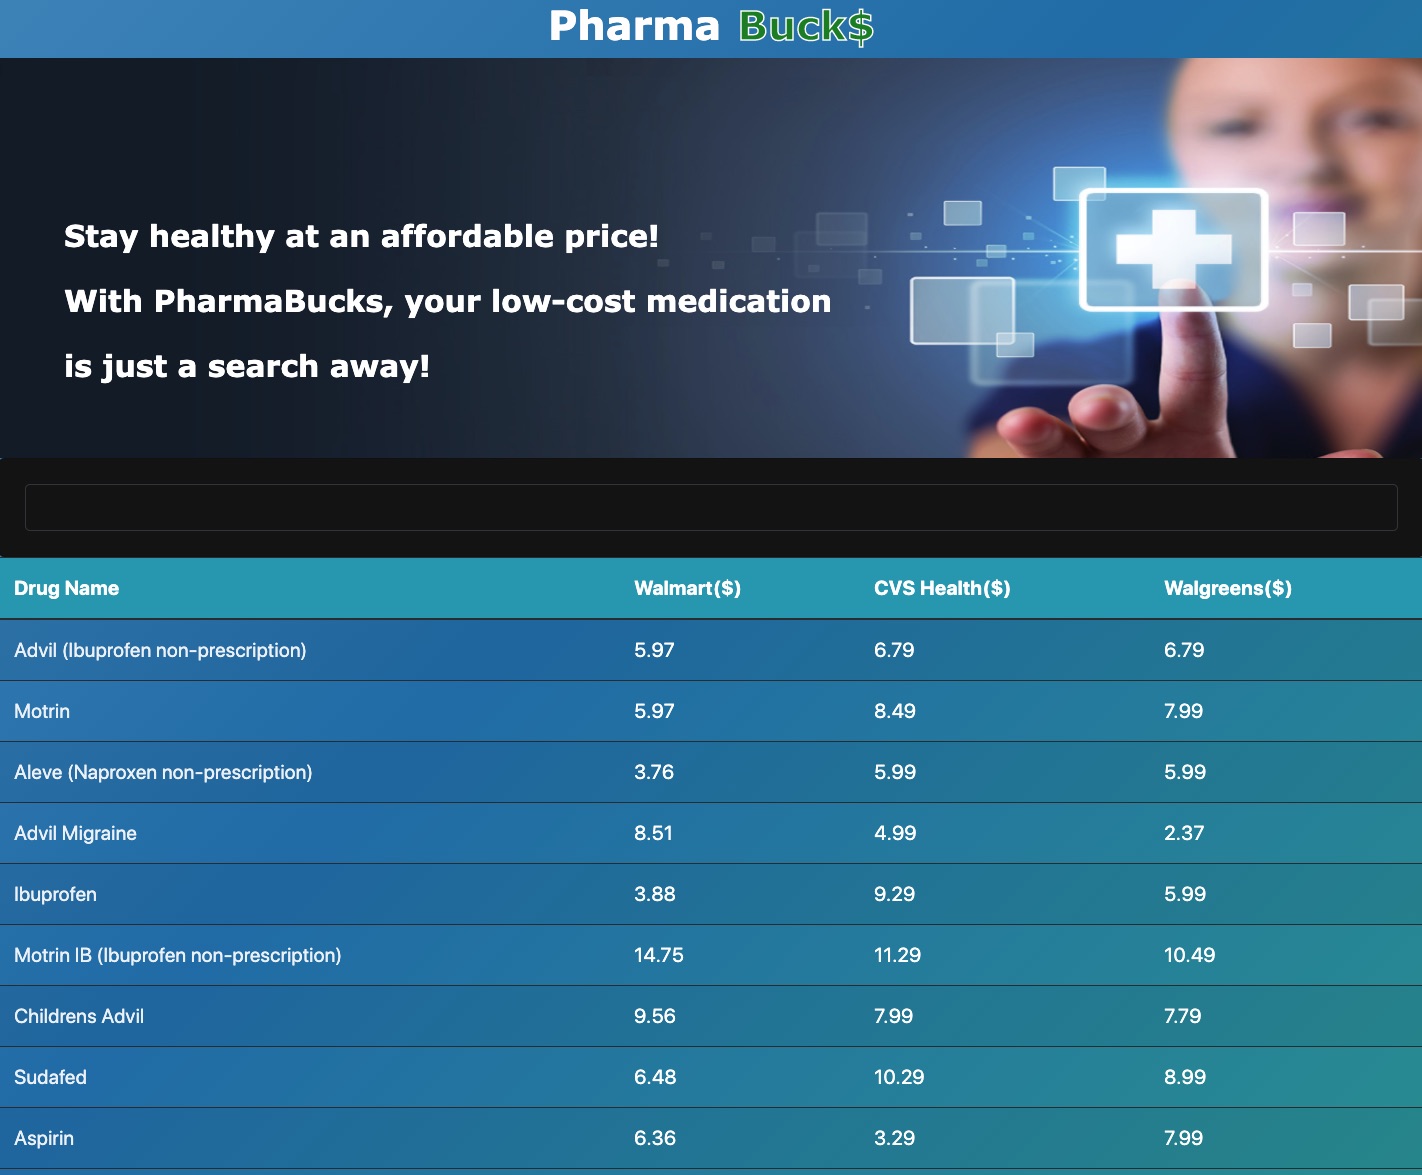 Pharma Buck$
Stay healthy at an affordable price!
With PharmaBucks, your low-cost medication
is just a search away!
Drug Name Walmart($) CVS Health($) Walgreens($)
Advil (Ibuprofen non-prescription) 5.97 6.79 6.79
Motrin 5.97 8.49 7.99
Aleve (Naproxen non-prescription) 3.76 5.99 5.99
Advil Migraine 8.51 4.99 2.37
Ibuprofen 3.88 9.29 5.99
Motrin IB (Ibuprofen non-prescription) 14.75 11.29 10.49
Childrens Advil 9.56 7.99 7.79
Sudafed 6.48 10.29 8.99
Aspirin 6.36 3.29 7.99